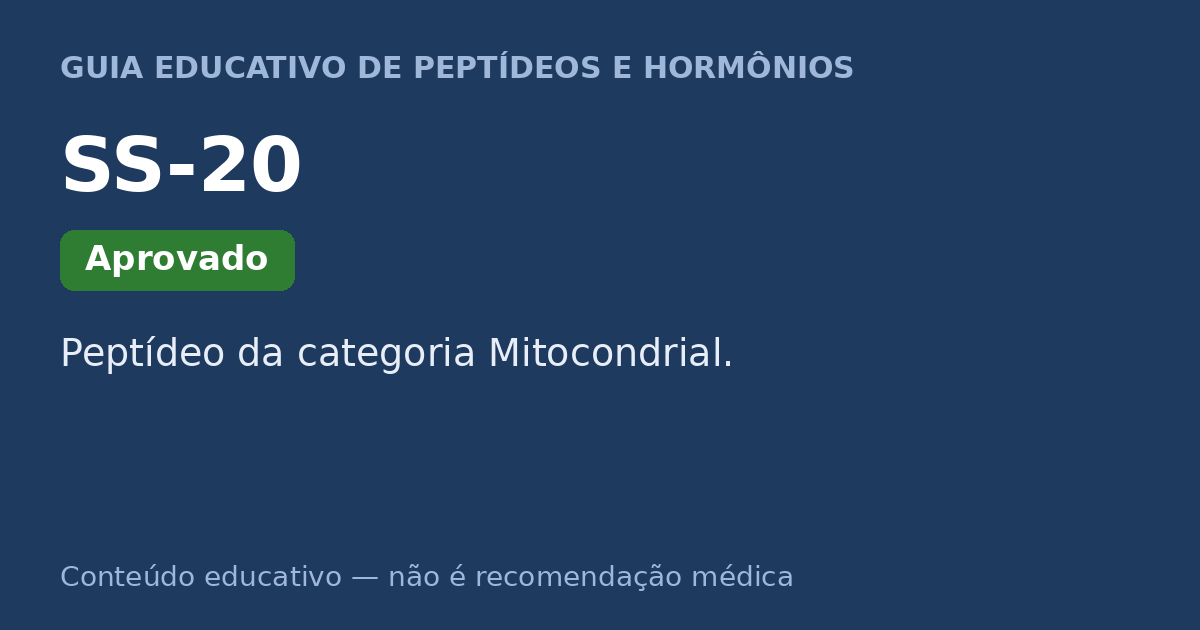 GUIA EDUCATIVO DE PEPTÍDEOS E HORMÔNIOS
SS-20
Aprovado
Peptídeo da categoria Mitocondrial.
Conteúdo educativo — não é recomendação médica